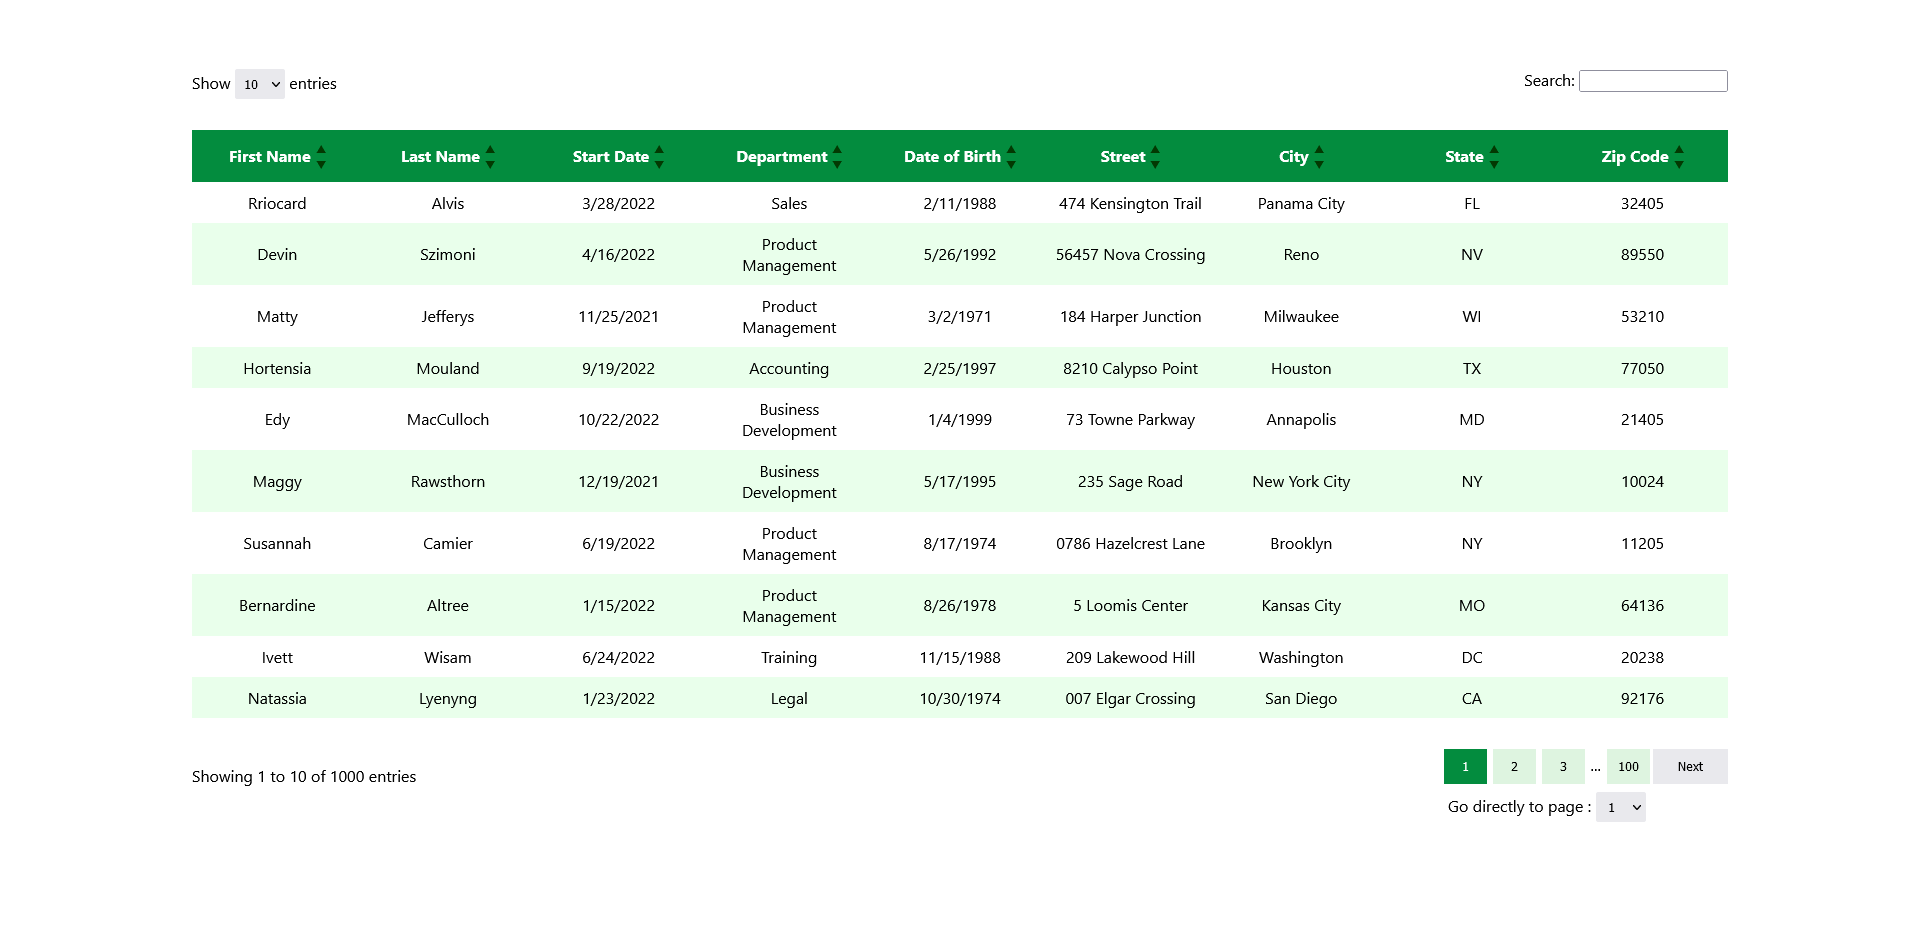 Show 10 entries Search:
First Name Last Name Start Date Department Date of Birth Street City State Zip Code
Rriocard Alvis 3/28/2022 Sales 2/11/1988 474 Kensington Trail Panama City FL 32405
Devin Szimoni 4/16/2022 Product Management 5/26/1992 56457 Nova Crossing Reno NV 89550
Matty Jefferys 11/25/2021 Product Management 3/2/1971 184 Harper Junction Milwaukee WI 53210
Hortensia Mouland 9/19/2022 Accounting 2/25/1997 8210 Calypso Point Houston TX 77050
Edy MacCulloch 10/22/2022 Business Development 1/4/1999 73 Towne Parkway Annapolis MD 21405
Maggy Rawsthorn 12/19/2021 Business Development 5/17/1995 235 Sage Road New York City NY 10024
Susannah Camier 6/19/2022 Product Management 8/17/1974 0786 Hazelcrest Lane Brooklyn NY 11205
Bernardine Altree 1/15/2022 Product Management 8/26/1978 5 Loomis Center Kansas City MO 64136
Ivett Wisam 6/24/2022 Training 11/15/1988 209 Lakewood Hill Washington DC 20238
Natassia Lyenyng 1/23/2022 Legal 10/30/1974 007 Elgar Crossing San Diego CA 92176
Showing 1 to 10 of 1000 entries 1 2 3 ... 100 Next
Go directly to page : 1